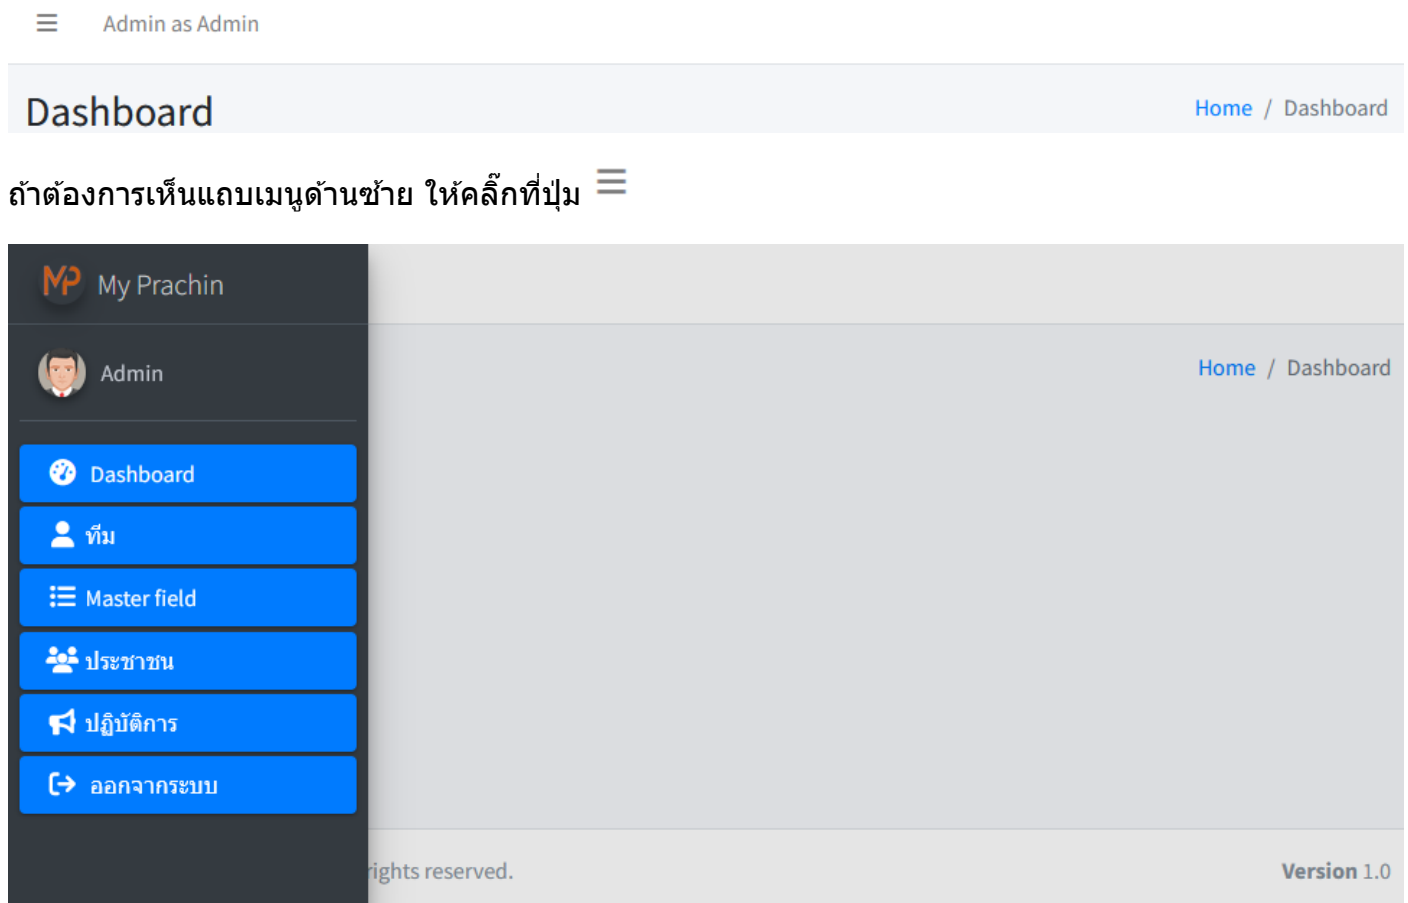 Admin as Admin
Dashboard
Home / Dashboard
ถ้าต้องการเห็นแถบเมนูด้านซ้าย ให้คลิ๊กที่ปุ่ม
MP My Prachin
Admin
Home / Dashboard
Dashboard
ทีม
Master field
ประชาชน
ปฏิบัติการ
ออกจากระบบ
rights reserved.
Version 1.0